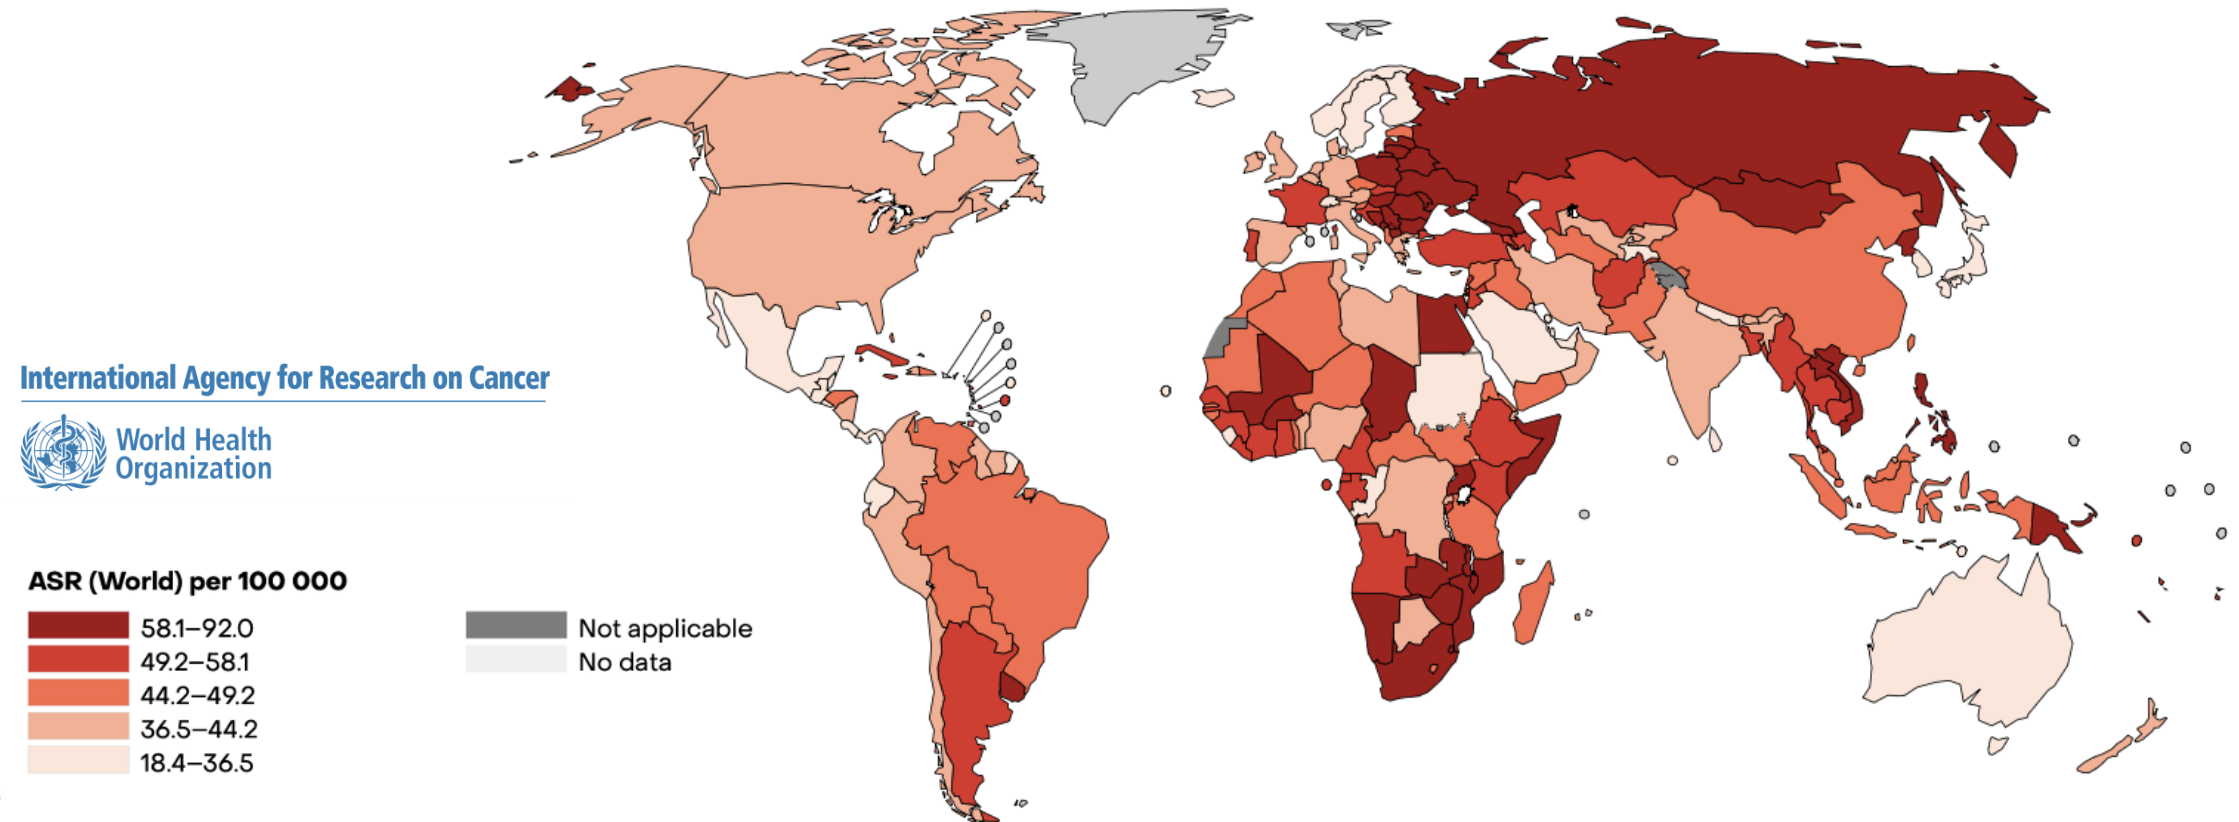 International Agency for Research on Cancer
World Health
Organization
ASR (World) per 100 000
58.1–92.0
49.2–58.1
44.2–49.2
36.5–44.2
18.4–36.5
Not applicable
No data